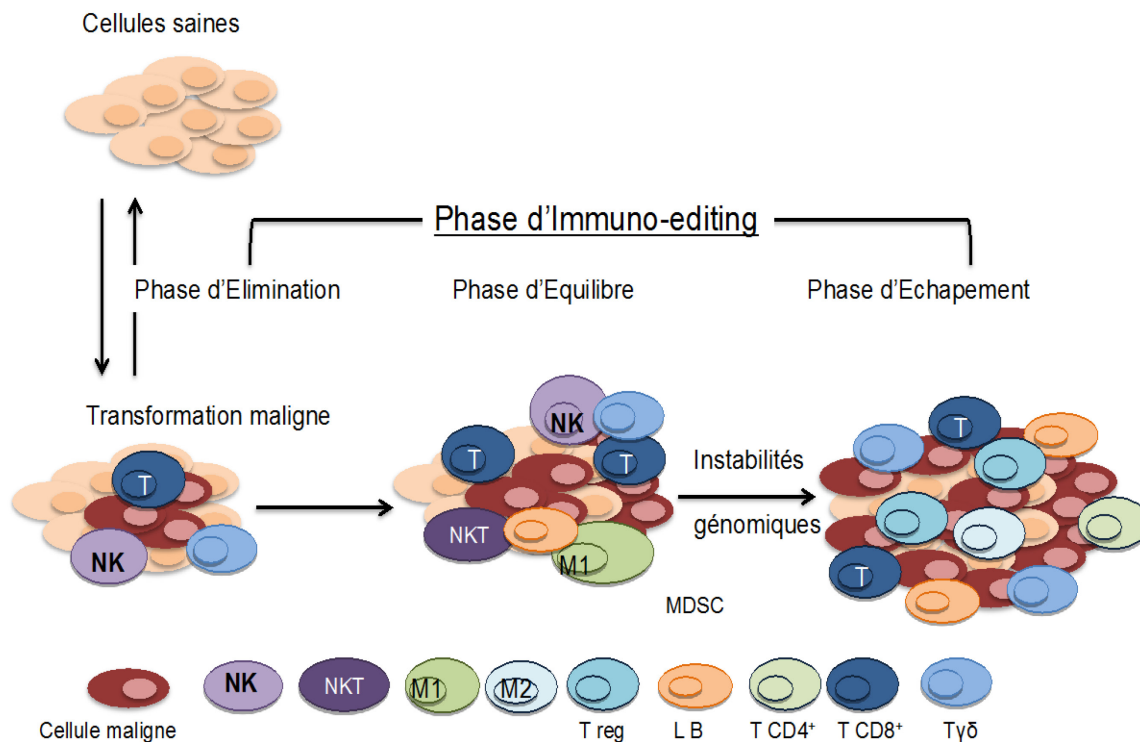 Cellules saines
Phase d'Immuno-editing
Phase d'Elimination
Phase d'Equilibre
Phase d'Echapement
Transformation maligne
T
NK
NK
T
T
NKT
M1
Instabilités
génomiques
T
T
MDSC
NK
NKT
M1
M2
Cellule maligne
T reg
L B
T CD4⁺
T CD8⁺
Tγδ